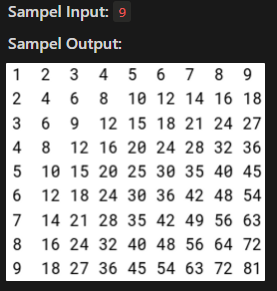 Sampel Input: 9
Sampel Output:
1 2 3 4 5 6 7 8 9
2 4 6 8 10 12 14 16 18
3 6 9 12 15 18 21 24 27
4 8 12 16 20 24 28 32 36
5 10 15 20 25 30 35 40 45
6 12 18 24 30 36 42 48 54
7 14 21 28 35 42 49 56 63
8 16 24 32 40 48 56 64 72
9 18 27 36 45 54 63 72 81